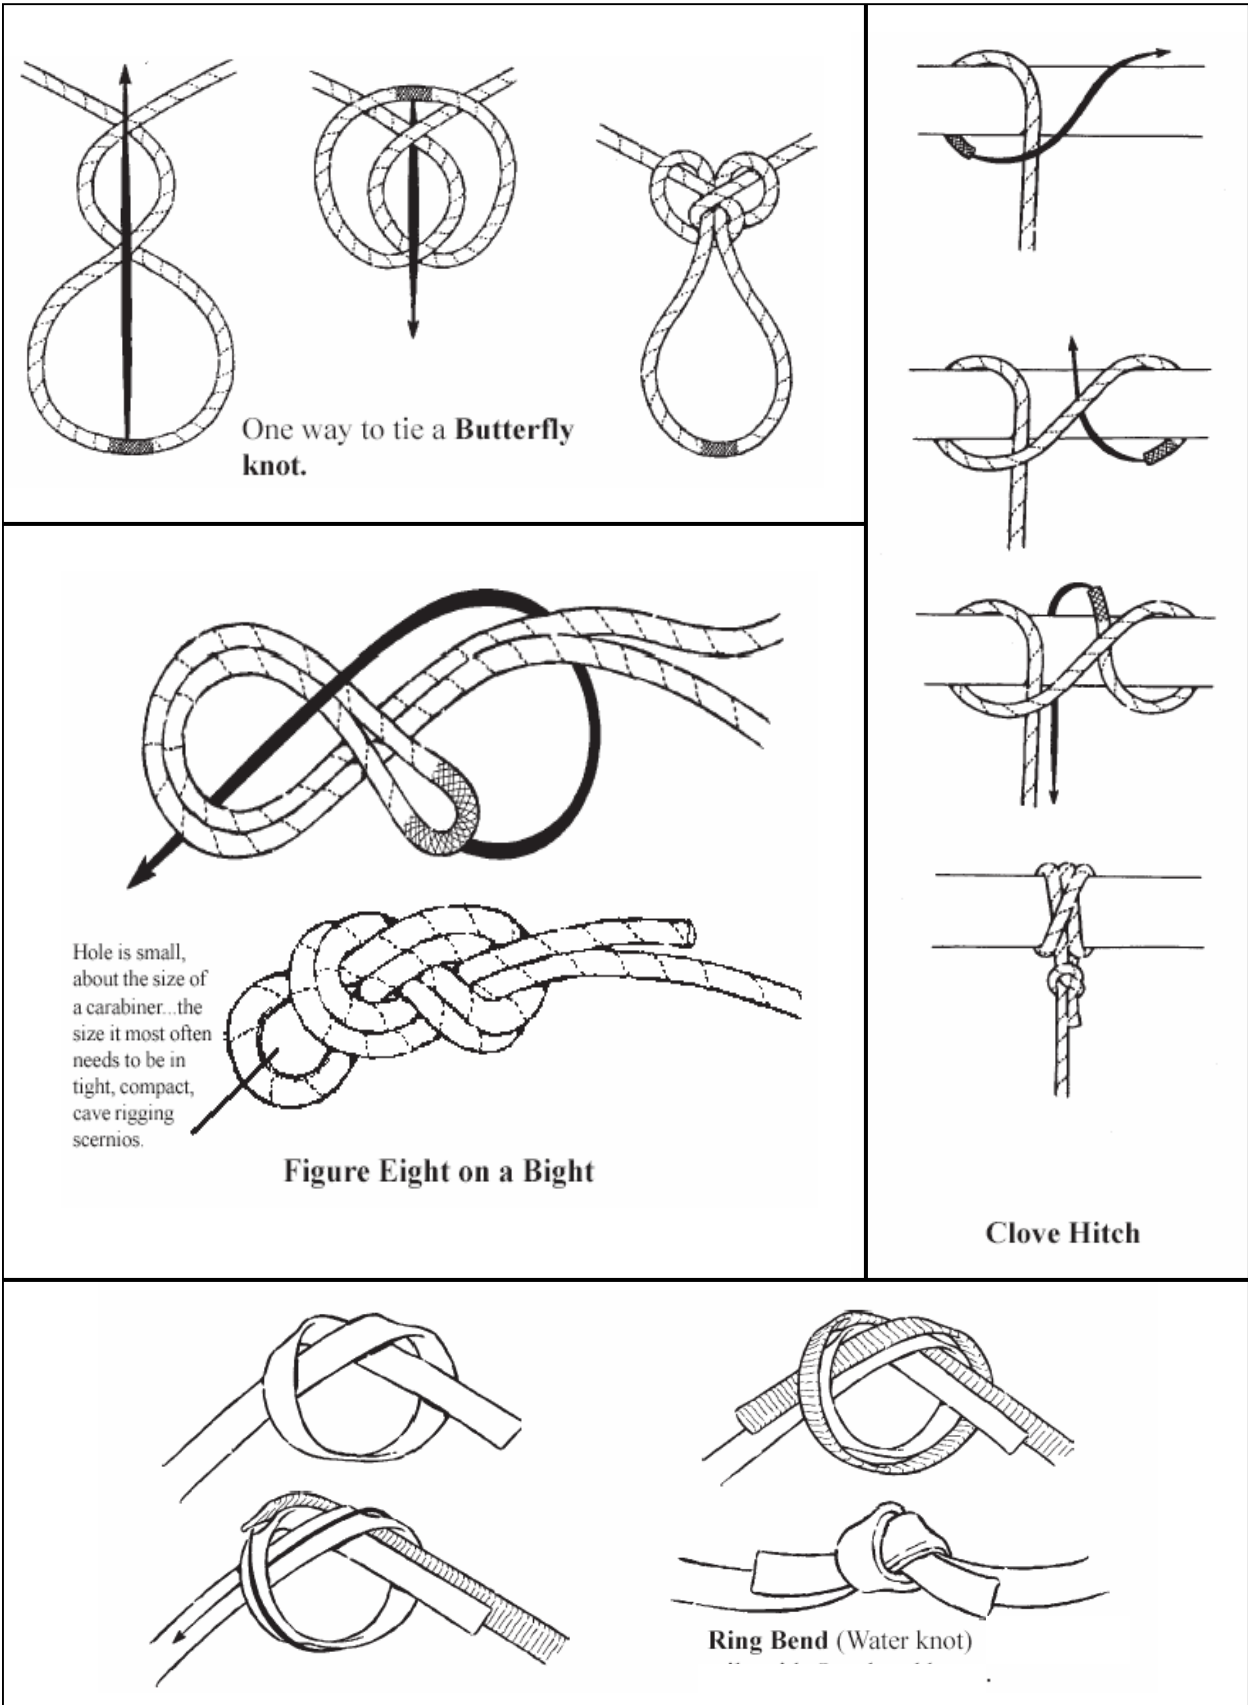 One way to tie a Butterfly
knot.
Hole is small,
about the size of
a carabiner...the
size it most often
needs to be in
tight, compact,
cave rigging
scernios.
Figure Eight on a Bight
Clove Hitch
Ring Bend (Water knot)